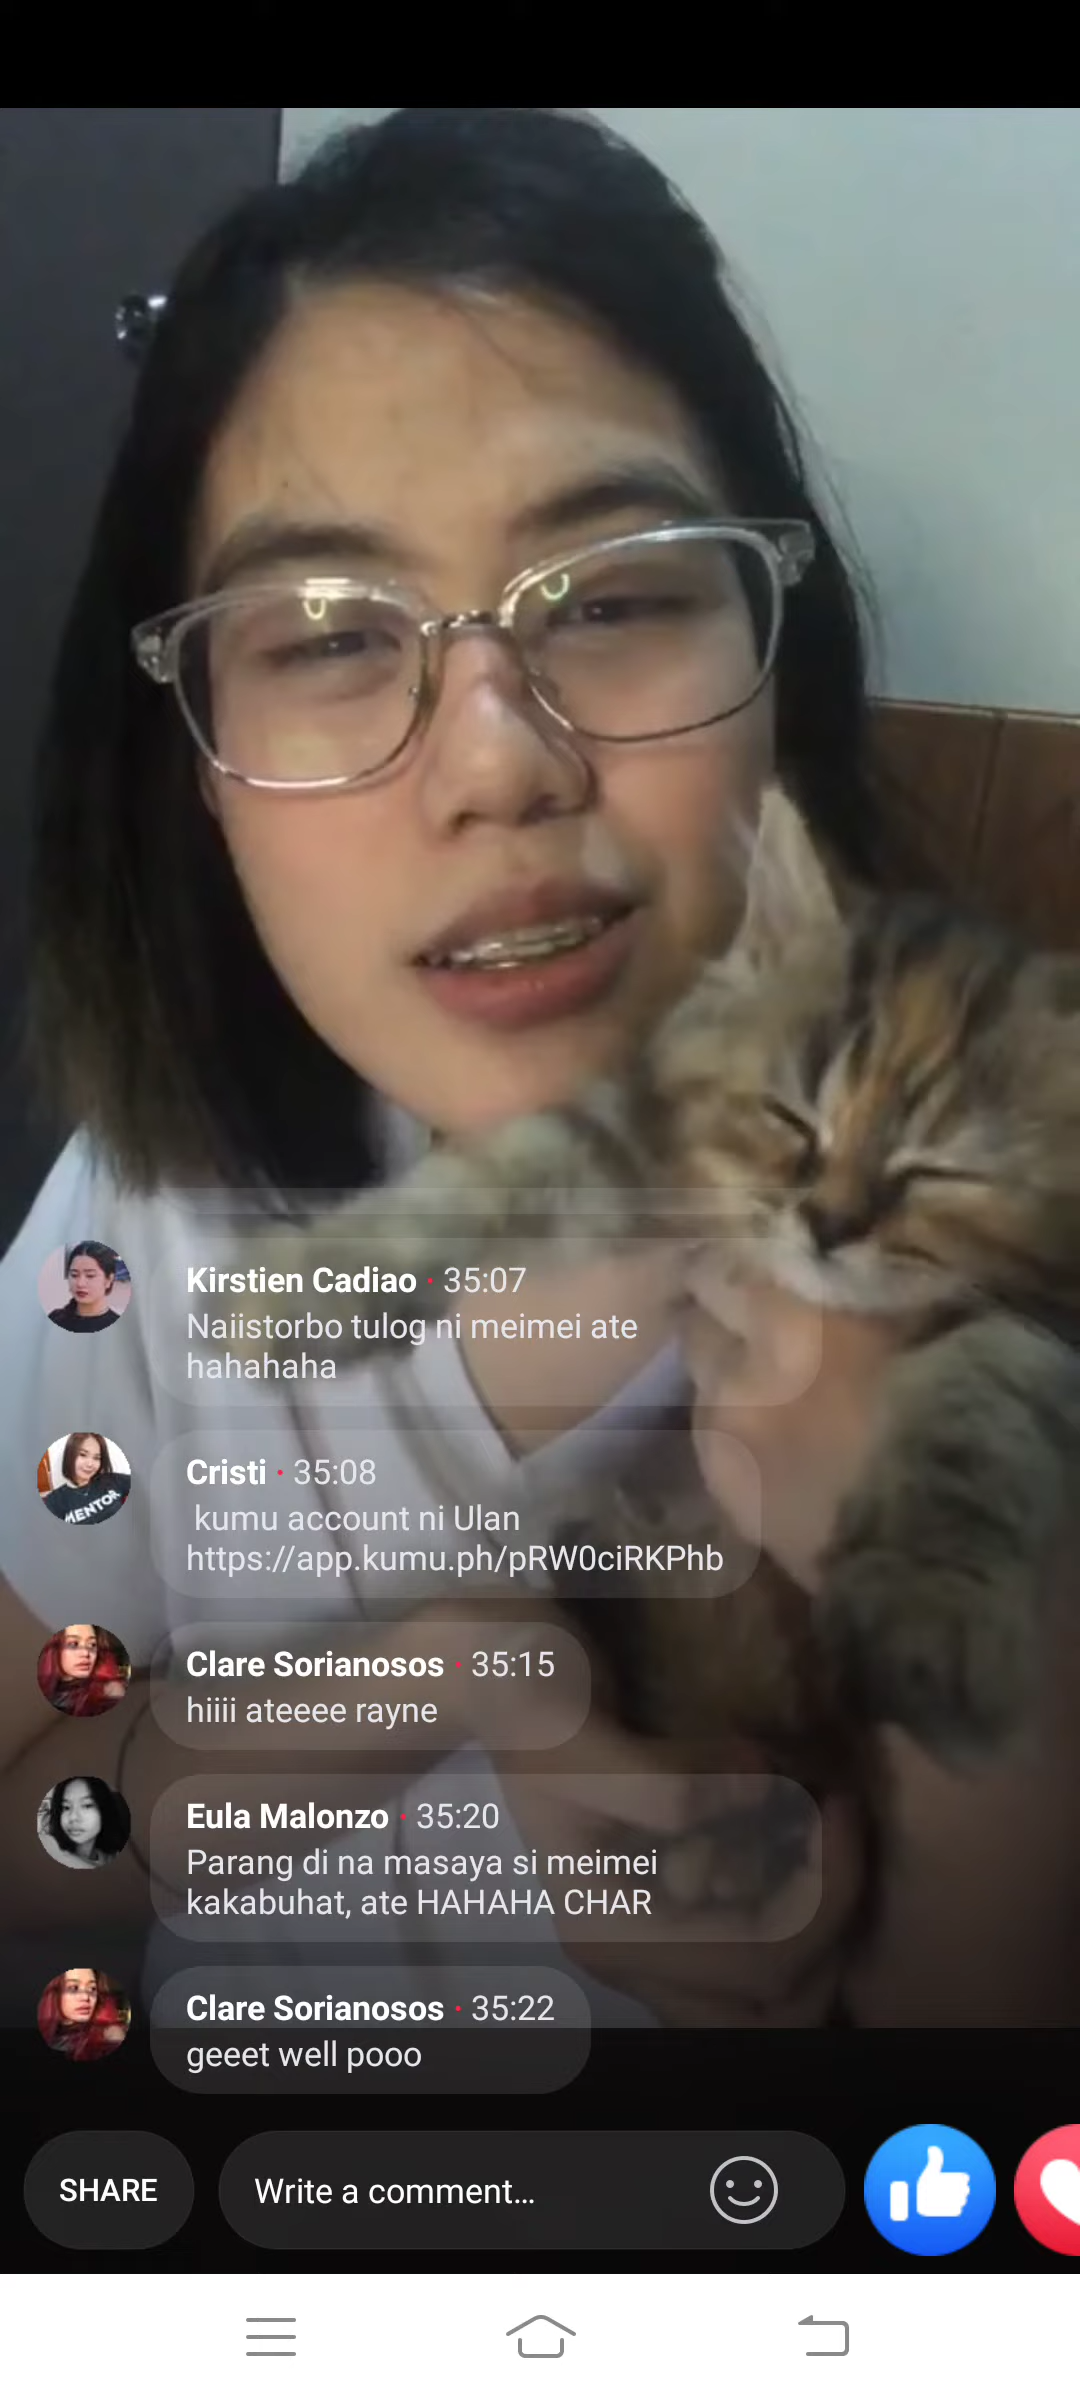 Kirstien Cadiao · 35:07
Naiistorbo tulog ni meimei ate
hahahaha
MENTOR
Cristi · 35:08
kumu account ni Ulan
https://app.kumu.ph/pRW0ciRKPhb
Clare Sorianosos · 35:15
hiiii ateeee rayne
Eula Malonzo · 35:20
Parang di na masaya si meimei
kakabuhat, ate HAHAHA CHAR
Clare Sorianosos · 35:22
geeet well pooo
SHARE
Write a comment...